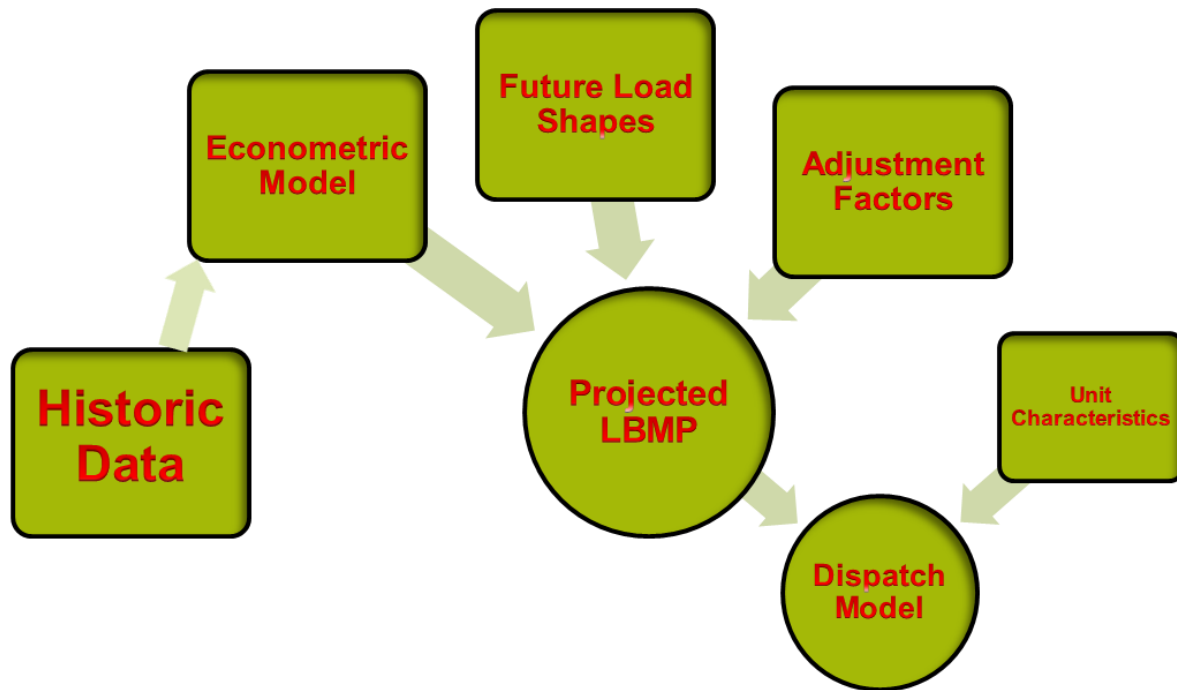 Future Load
Shapes
Econometric
Model
Adjustment
Factors
Historic
Data
Projected
LBMP
Unit
Characteristics
Dispatch
Model